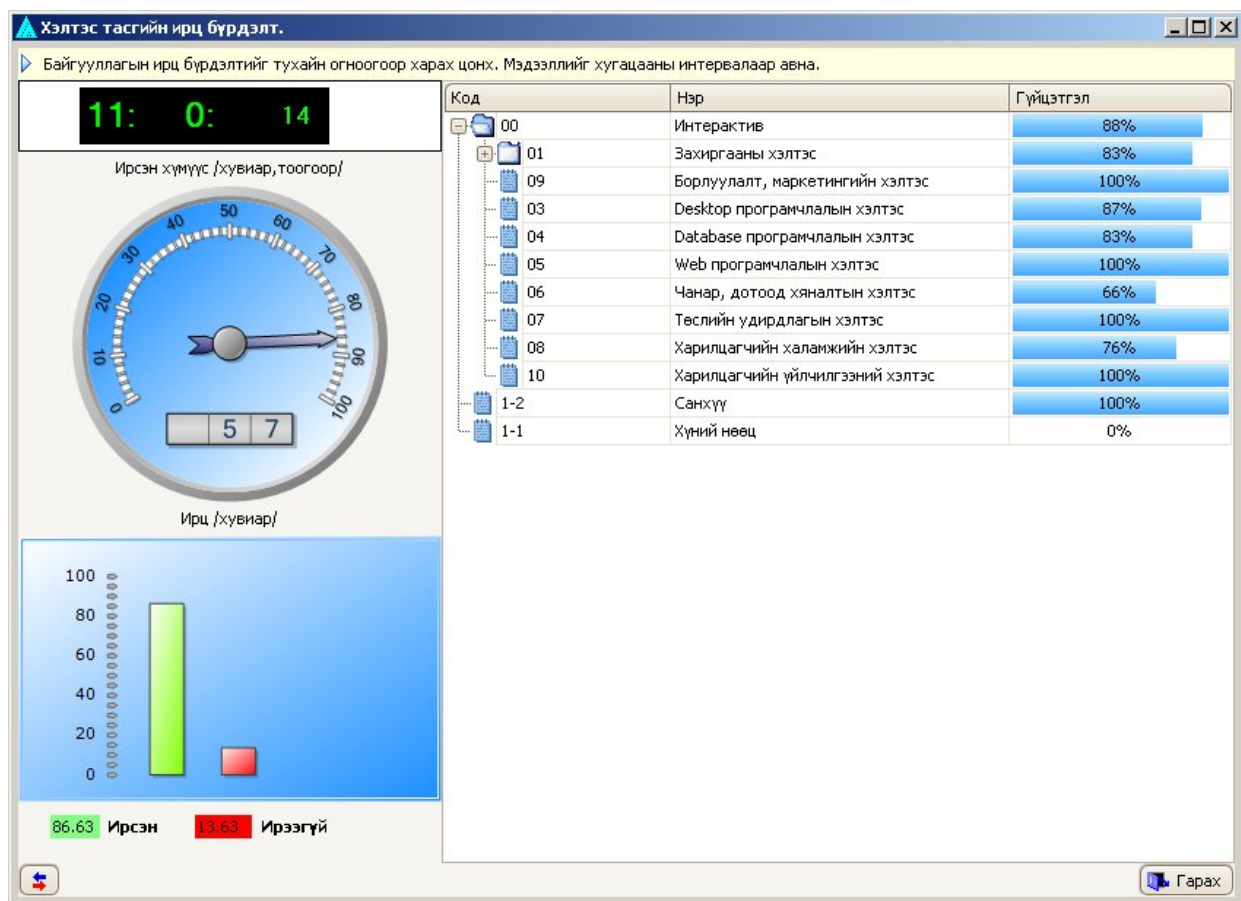 Хэлтэс тасгийн ирц бүрдэлт.
Байгууллагын ирц бүрдэлтийг тухайн огноогоор харах цонх. Мэдээллийг хугацааны интервалаар авна.
11: 0: 14
Ирсэн хүмүүс /хувиар,тоогоор/
0 10 20 30 40 50 60 70 80 90 100
5 7
Ирц /хувиар/
100
80
60
40
20
0
86.63 Ирсэн 13.63 Ирээгүй
Код Нэр Гүйцэтгэл
00 Интерактив 88%
01 Захиргааны хэлтэс 83%
09 Борлуулалт, маркетингийн хэлтэс 100%
03 Desktop програмчлалын хэлтэс 87%
04 Database програмчлалын хэлтэс 83%
05 Web програмчлалын хэлтэс 100%
06 Чанар, дотоод хяналтын хэлтэс 66%
07 Төслийн удирдлагын хэлтэс 100%
08 Харилцагчийн халамжийн хэлтэс 76%
10 Харилцагчийн үйлчилгээний хэлтэс 100%
1-2 Санхүү 100%
1-1 Хүний нөөц 0%
Гарах